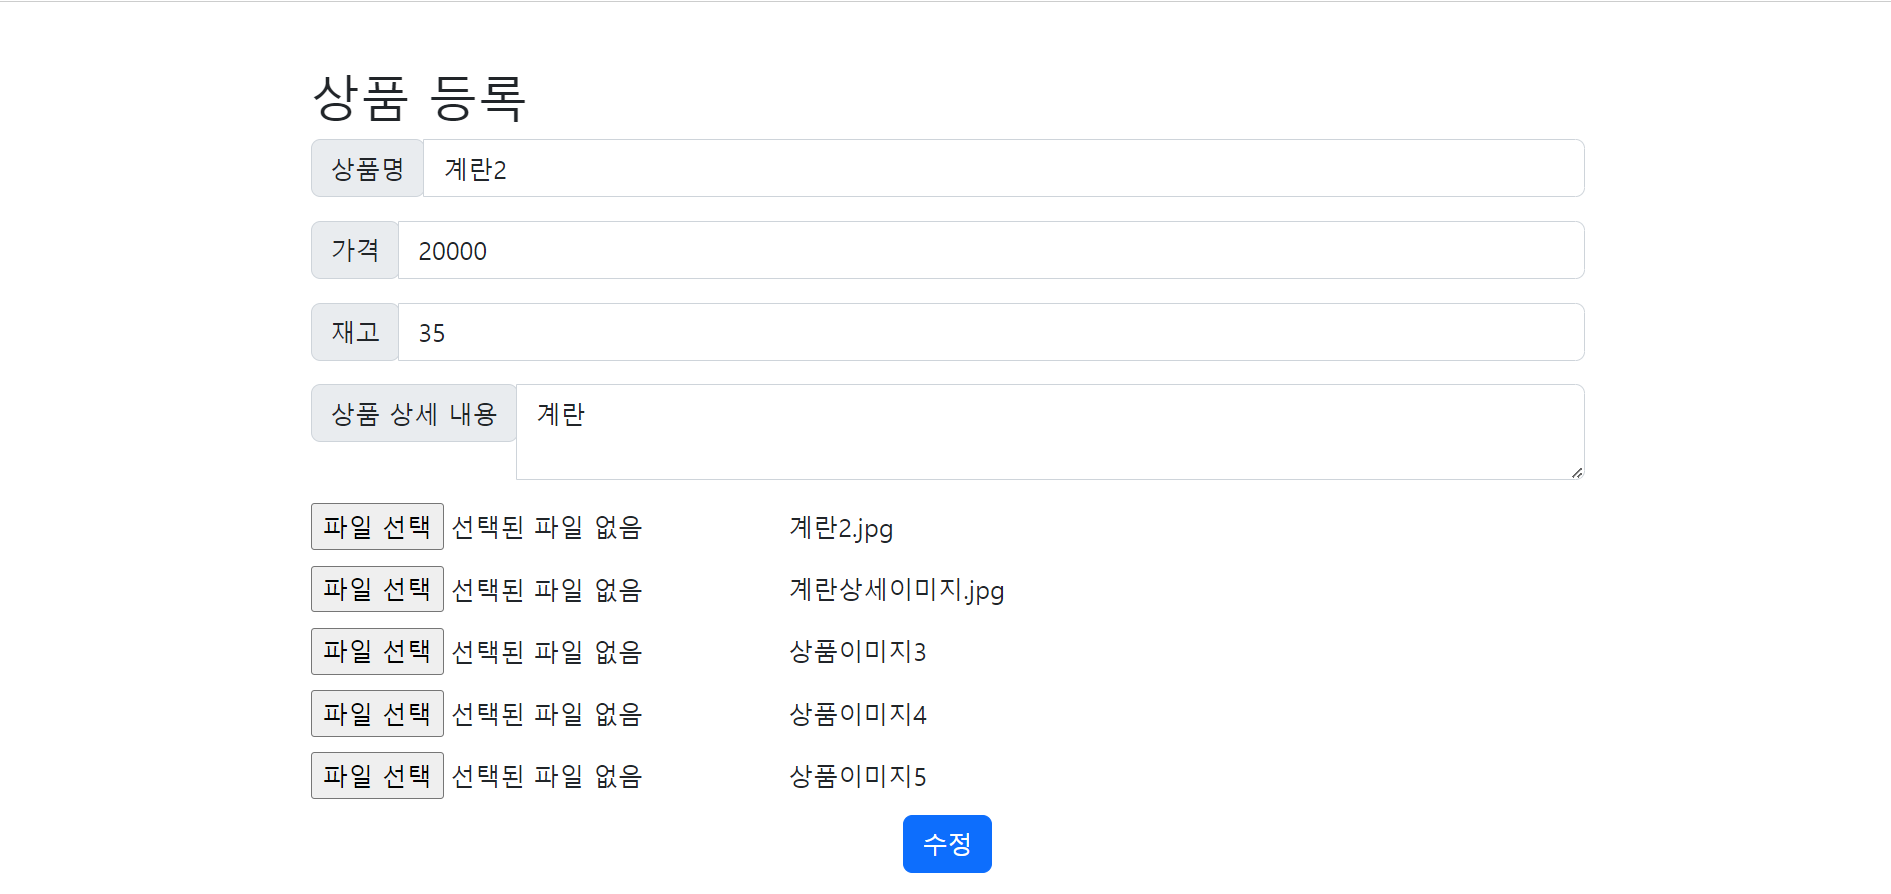 상품 등록
상품명 계란2
가격 20000
재고 35
상품 상세 내용 계란
파일 선택 선택된 파일 없음 계란2.jpg
파일 선택 선택된 파일 없음 계란상세이미지.jpg
파일 선택 선택된 파일 없음 상품이미지3
파일 선택 선택된 파일 없음 상품이미지4
파일 선택 선택된 파일 없음 상품이미지5
수정